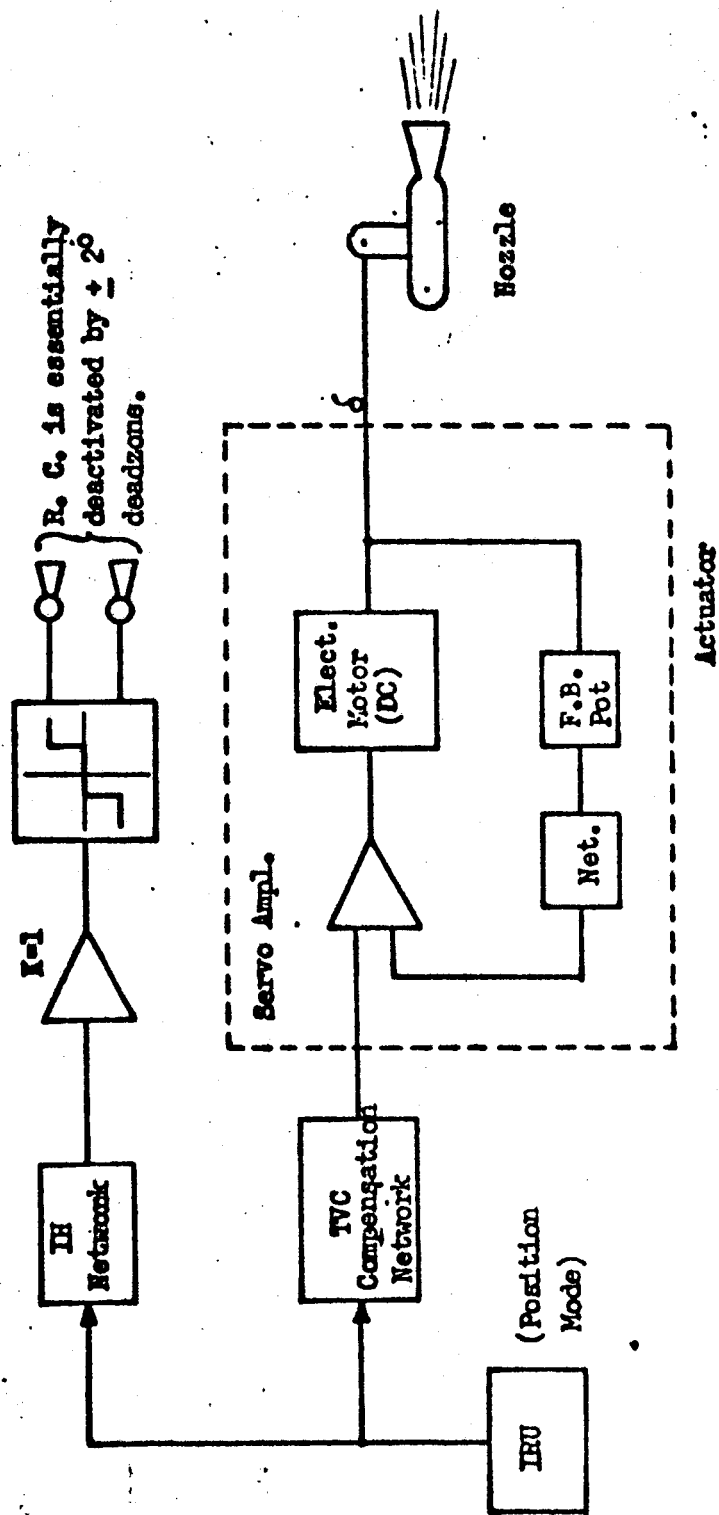 R. C. is essentially
deactivated by ± 2°
deadzone.
K=1
IH
Network
Servo Ampl.
Elect.
Motor
(DC)
F.B.
Pot
Net.
Actuator
Nozzle
δ
TVC
Compensation
Network
IRU
(Position
Mode)